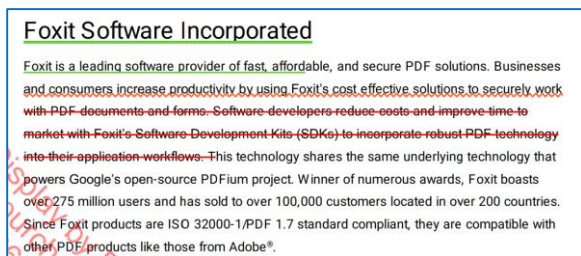 Foxit Software Incorporated
Foxit is a leading software provider of fast, affordable, and secure PDF solutions. Businesses
and consumers increase productivity by using Foxit's cost effective solutions to securely work
with PDF documents and forms. Software developers reduce costs and improve time to
market with Foxit's Software Development Kits (SDKs) to incorporate robust PDF technology
into their application workflows. This technology shares the same underlying technology that
powers Google's open-source PDFium project. Winner of numerous awards, Foxit boasts
over 275 million users and has sold to over 100,000 customers located in over 200 countries.
Since Foxit products are ISO 32000-1/PDF 1.7 standard compliant, they are compatible with
other PDF products like those from Adobe®.